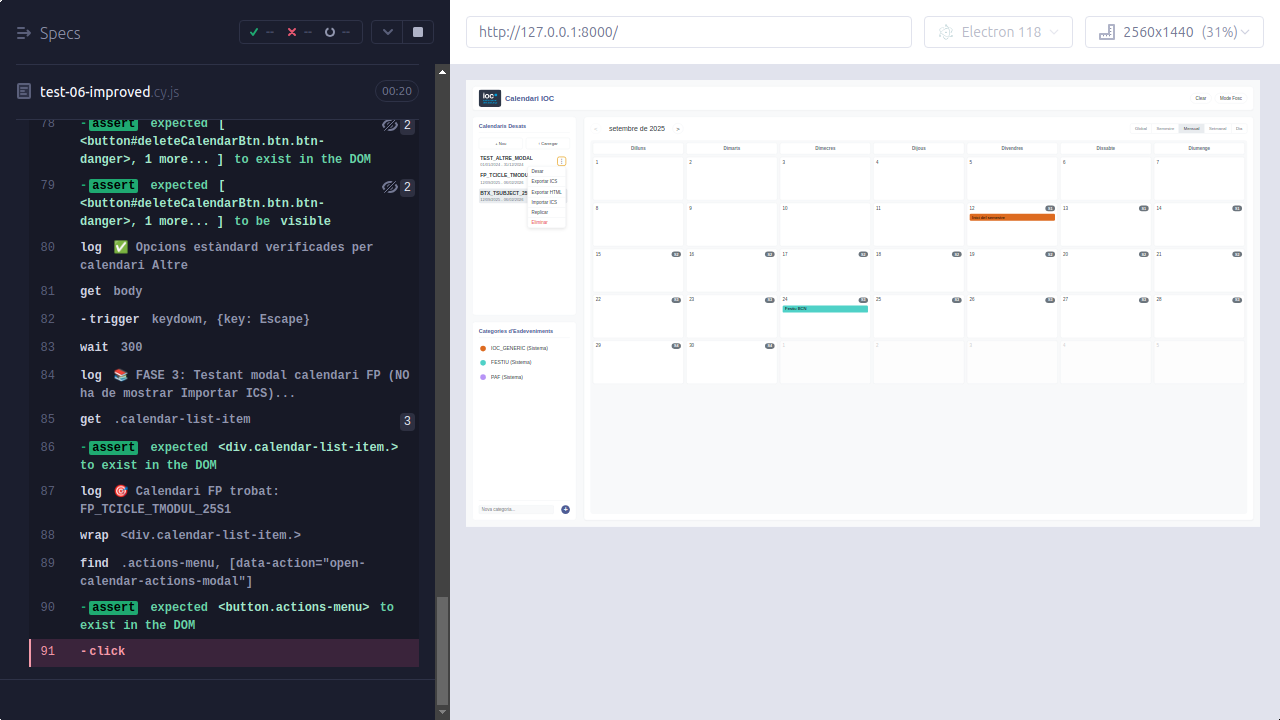 Specs
--
--
--
test-06-improved.cy.js
00:20
78 -assert expected [
<button#deleteCalendarBtn.btn.btn-
danger>, 1 more... ] to exist in the DOM
2
79 -assert expected [
<button#deleteCalendarBtn.btn.btn-
danger>, 1 more... ] to be visible
2
80 log ✅ Opcions estàndard verificades per
calendari Altre
81 get body
82 -trigger keydown, {key: Escape}
83 wait 300
84 log 📚 FASE 3: Testant modal calendari FP (NO
ha de mostrar Importar ICS)...
85 get .calendar-list-item 3
86 -assert expected <div.calendar-list-item.>
to exist in the DOM
87 log 🎯 Calendari FP trobat:
FP_TCICLE_TMODUL_25S1
88 wrap <div.calendar-list-item.>
89 find .actions-menu, [data-action="open-
calendar-actions-modal"]
90 -assert expected <button.actions-menu> to
exist in the DOM
91 -click
http://127.0.0.1:8000/
Electron 118
2560x1440 (31%)
ioc
Calendari IOC
Clear
Mode Fosc
Calendaris Desats
+ Nou
Carregar
TEST_ALTRE_MODAL
FP_TCICLE_TMODU
BTX_TSUBJECT_25
Desar
Exportar ICS
Exportar HTML
Importar ICS
Replicar
Eliminar
Categories d'Esdeveniments
IOC_GENERIC (Sistema)
FESTIU (Sistema)
PAF (Sistema)
Nova categoria...
+
< setembre de 2025 >
Global
Semestre
Mensual
Setmanal
Dia
Dilluns Dimarts Dimecres Dijous Divendres Dissabte Diumenge
1 2 3 4 5 6 7
8 9 10 11 12 13 14
Inici del semestre
15 16 17 18 19 20 21
22 23 24 25 26 27 28
Festiu BCN
29 30 1 2 3 4 5